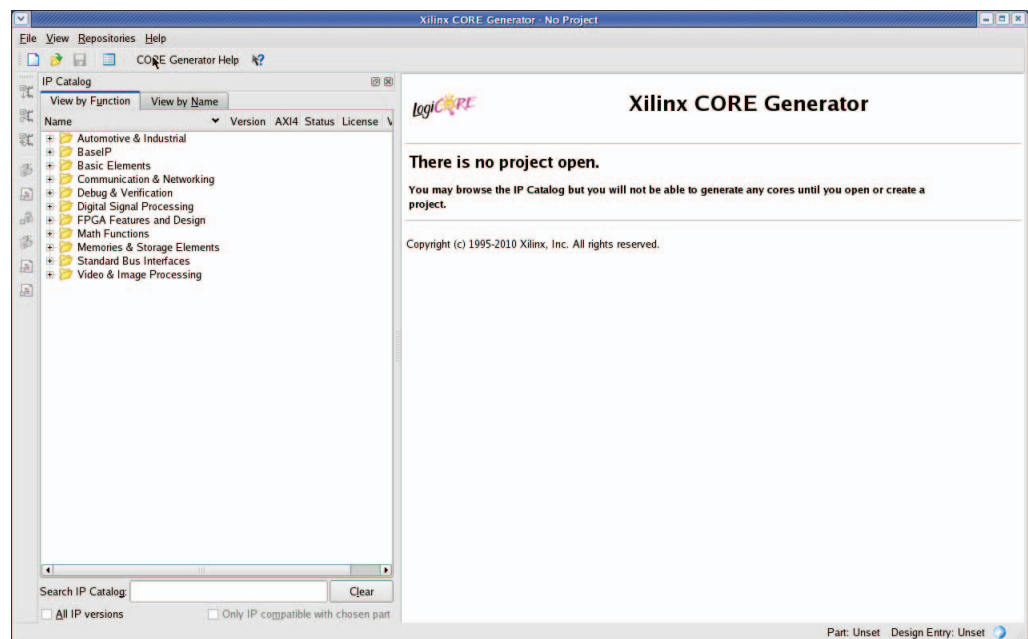 Xilinx CORE Generator - No Project
File View Repositories Help
CORE Generator Help
IP Catalog
View by Function View by Name
Name Version AXI4 Status License V
Automotive & Industrial
BaseIP
Basic Elements
Communication & Networking
Debug & Verification
Digital Signal Processing
FPGA Features and Design
Math Functions
Memories & Storage Elements
Standard Bus Interfaces
Video & Image Processing
Search IP Catalog: Clear
All IP versions Only IP compatible with chosen part
logiCORE
Xilinx CORE Generator
There is no project open.
You may browse the IP Catalog but you will not be able to generate any cores until you open or create a
project.
Copyright (c) 1995-2010 Xilinx, Inc. All rights reserved.
Part: Unset Design Entry: Unset